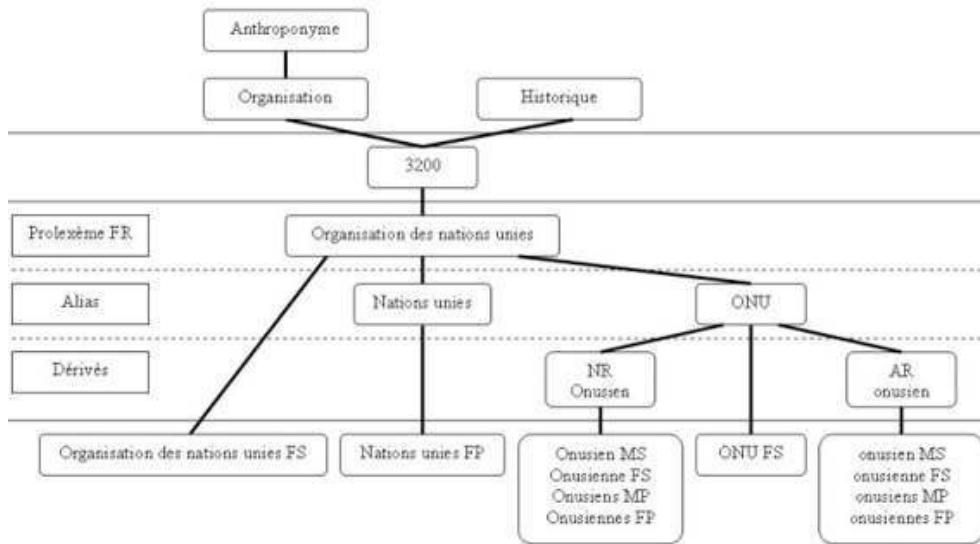 Anthroponyme
Organisation
Historique
3200
Prolexème FR
Organisation des nations unies
Alias
Nations unies
ONU
Dérivés
NR
Onusien
AR
onusien
Organisation des nations unies FS
Nations unies FP
Onusien MS
Onusienne FS
Onusiens MP
Onusiennes FP
ONU FS
onusien MS
onusienne FS
onusiens MP
onusiennes FP